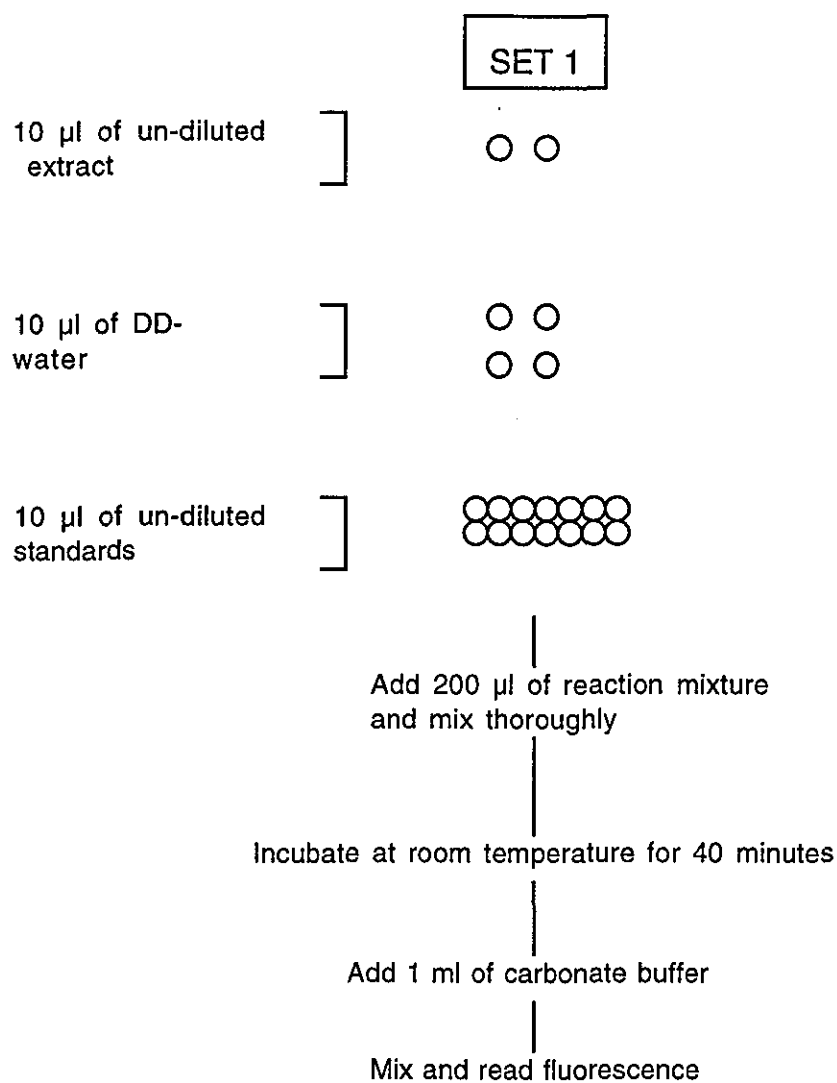 SET 1
10 µl of un-diluted
extract
10 µl of DD-
water
10 µl of un-diluted
standards
Add 200 µl of reaction mixture
and mix thoroughly
Incubate at room temperature for 40 minutes
Add 1 ml of carbonate buffer
Mix and read fluorescence